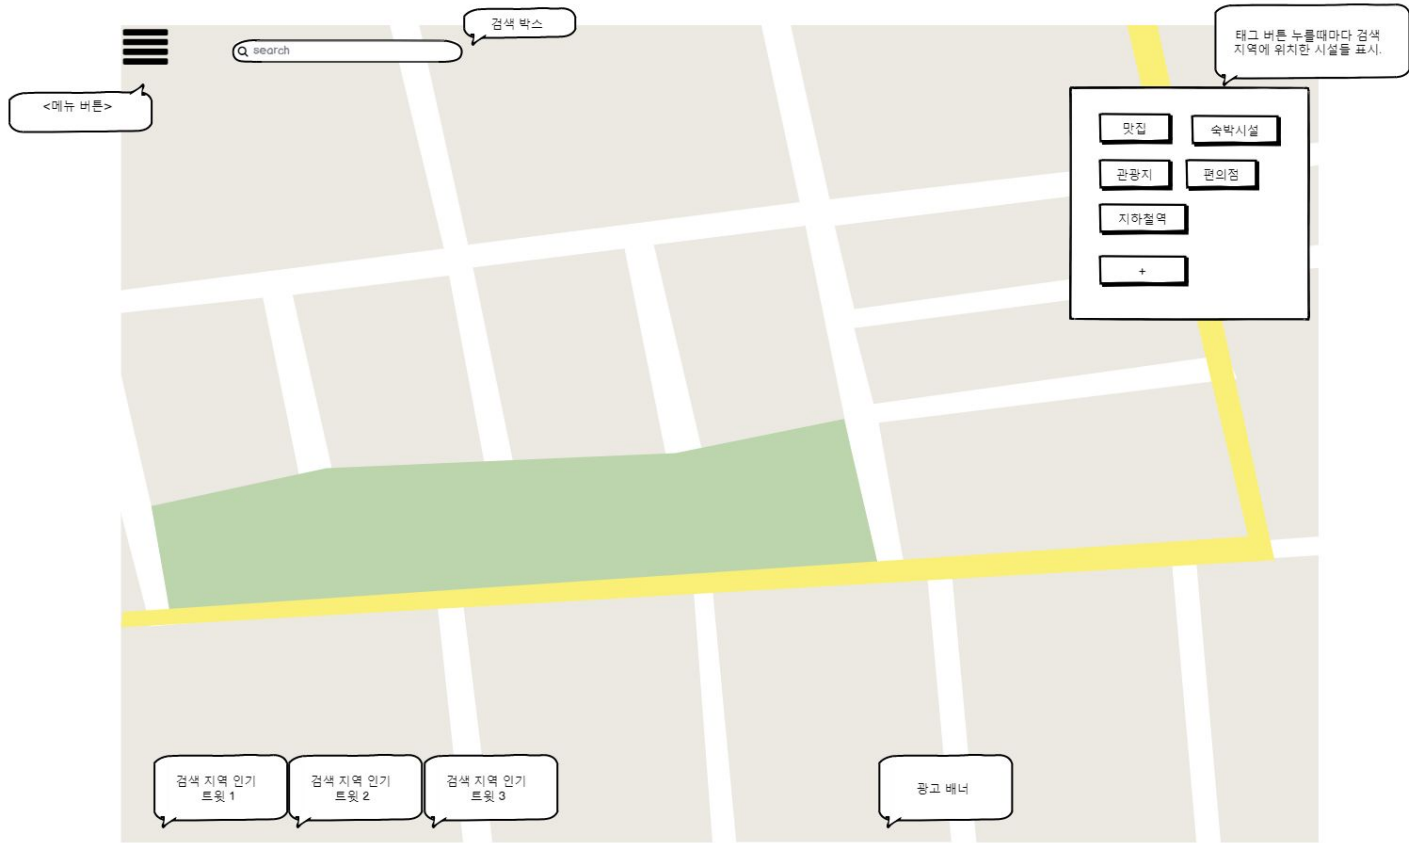 검색 박스
search
<메뉴 버튼>
태그 버튼 누를때마다 검색
지역에 위치한 시설들 표시.
맛집
숙박시설
관광지
편의점
지하철역
+
검색 지역 인기
트윗 1
검색 지역 인기
트윗 2
검색 지역 인기
트윗 3
광고 배너